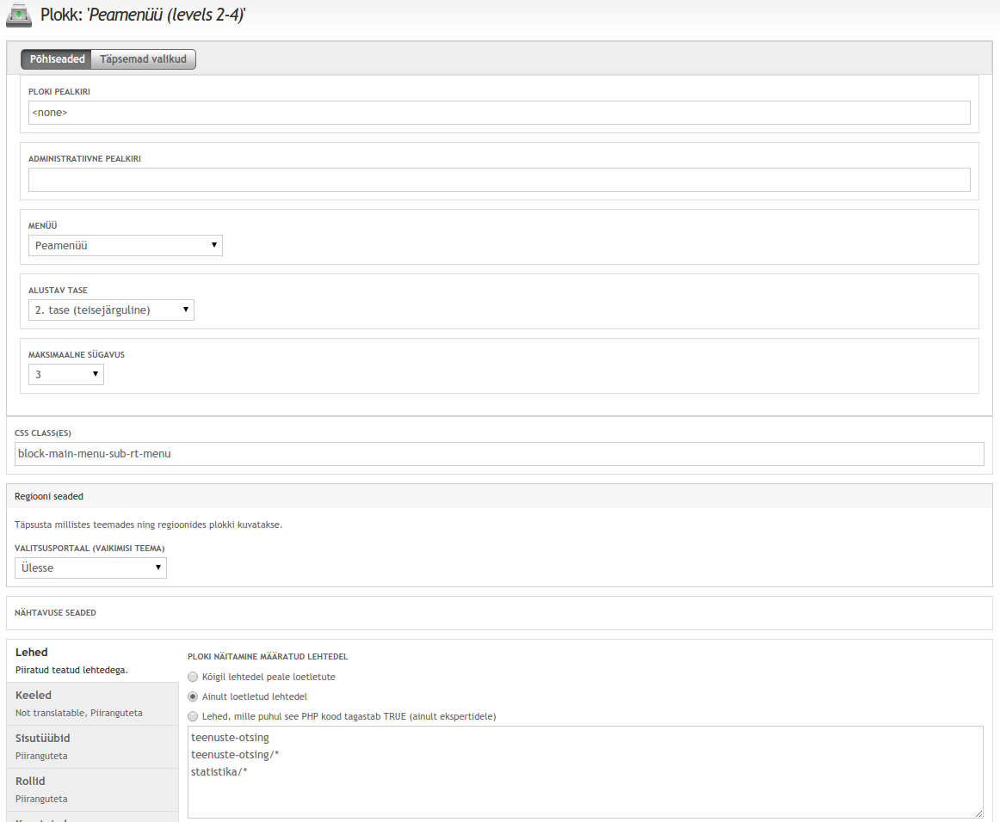 Plokk: 'Peamenüü (levels 2-4)'
Põhiseaded
Täpsemad valikud
PLOKI PEALKIRI
<none>
ADMINISTRATIIVNE PEALKIRI
MENÜÜ
Peamenüü
ALUSTAV TASE
2. tase (teisejärguline)
MAKSIMAALNE SÜGAVUS
3
CSS CLASS(ES)
block-main-menu-sub-rt-menu
Regiooni seaded
Täpsusta millistes teemades ning regioonides plokki kuvatakse.
VALITSUSPORTAAL (VAIKIMISI TEEMA)
Ülesse
NÄHTAVUSE SEADED
Lehed
Piiratud teatud lehtedega.
Keeled
Not translatable, Piiranguteta
Sisutüübid
Piiranguteta
Rollid
Piiranguteta
PLOKI NÄITAMINE MÄÄRATUD LEHTEDEL
Kõigil lehtedel peale loetletute
Ainult loetletud lehtedel
Lehed, mille puhul see PHP kood tagastab TRUE (ainult ekspertidele)
teenuste-otsing
teenuste-otsing/*
statistika/*